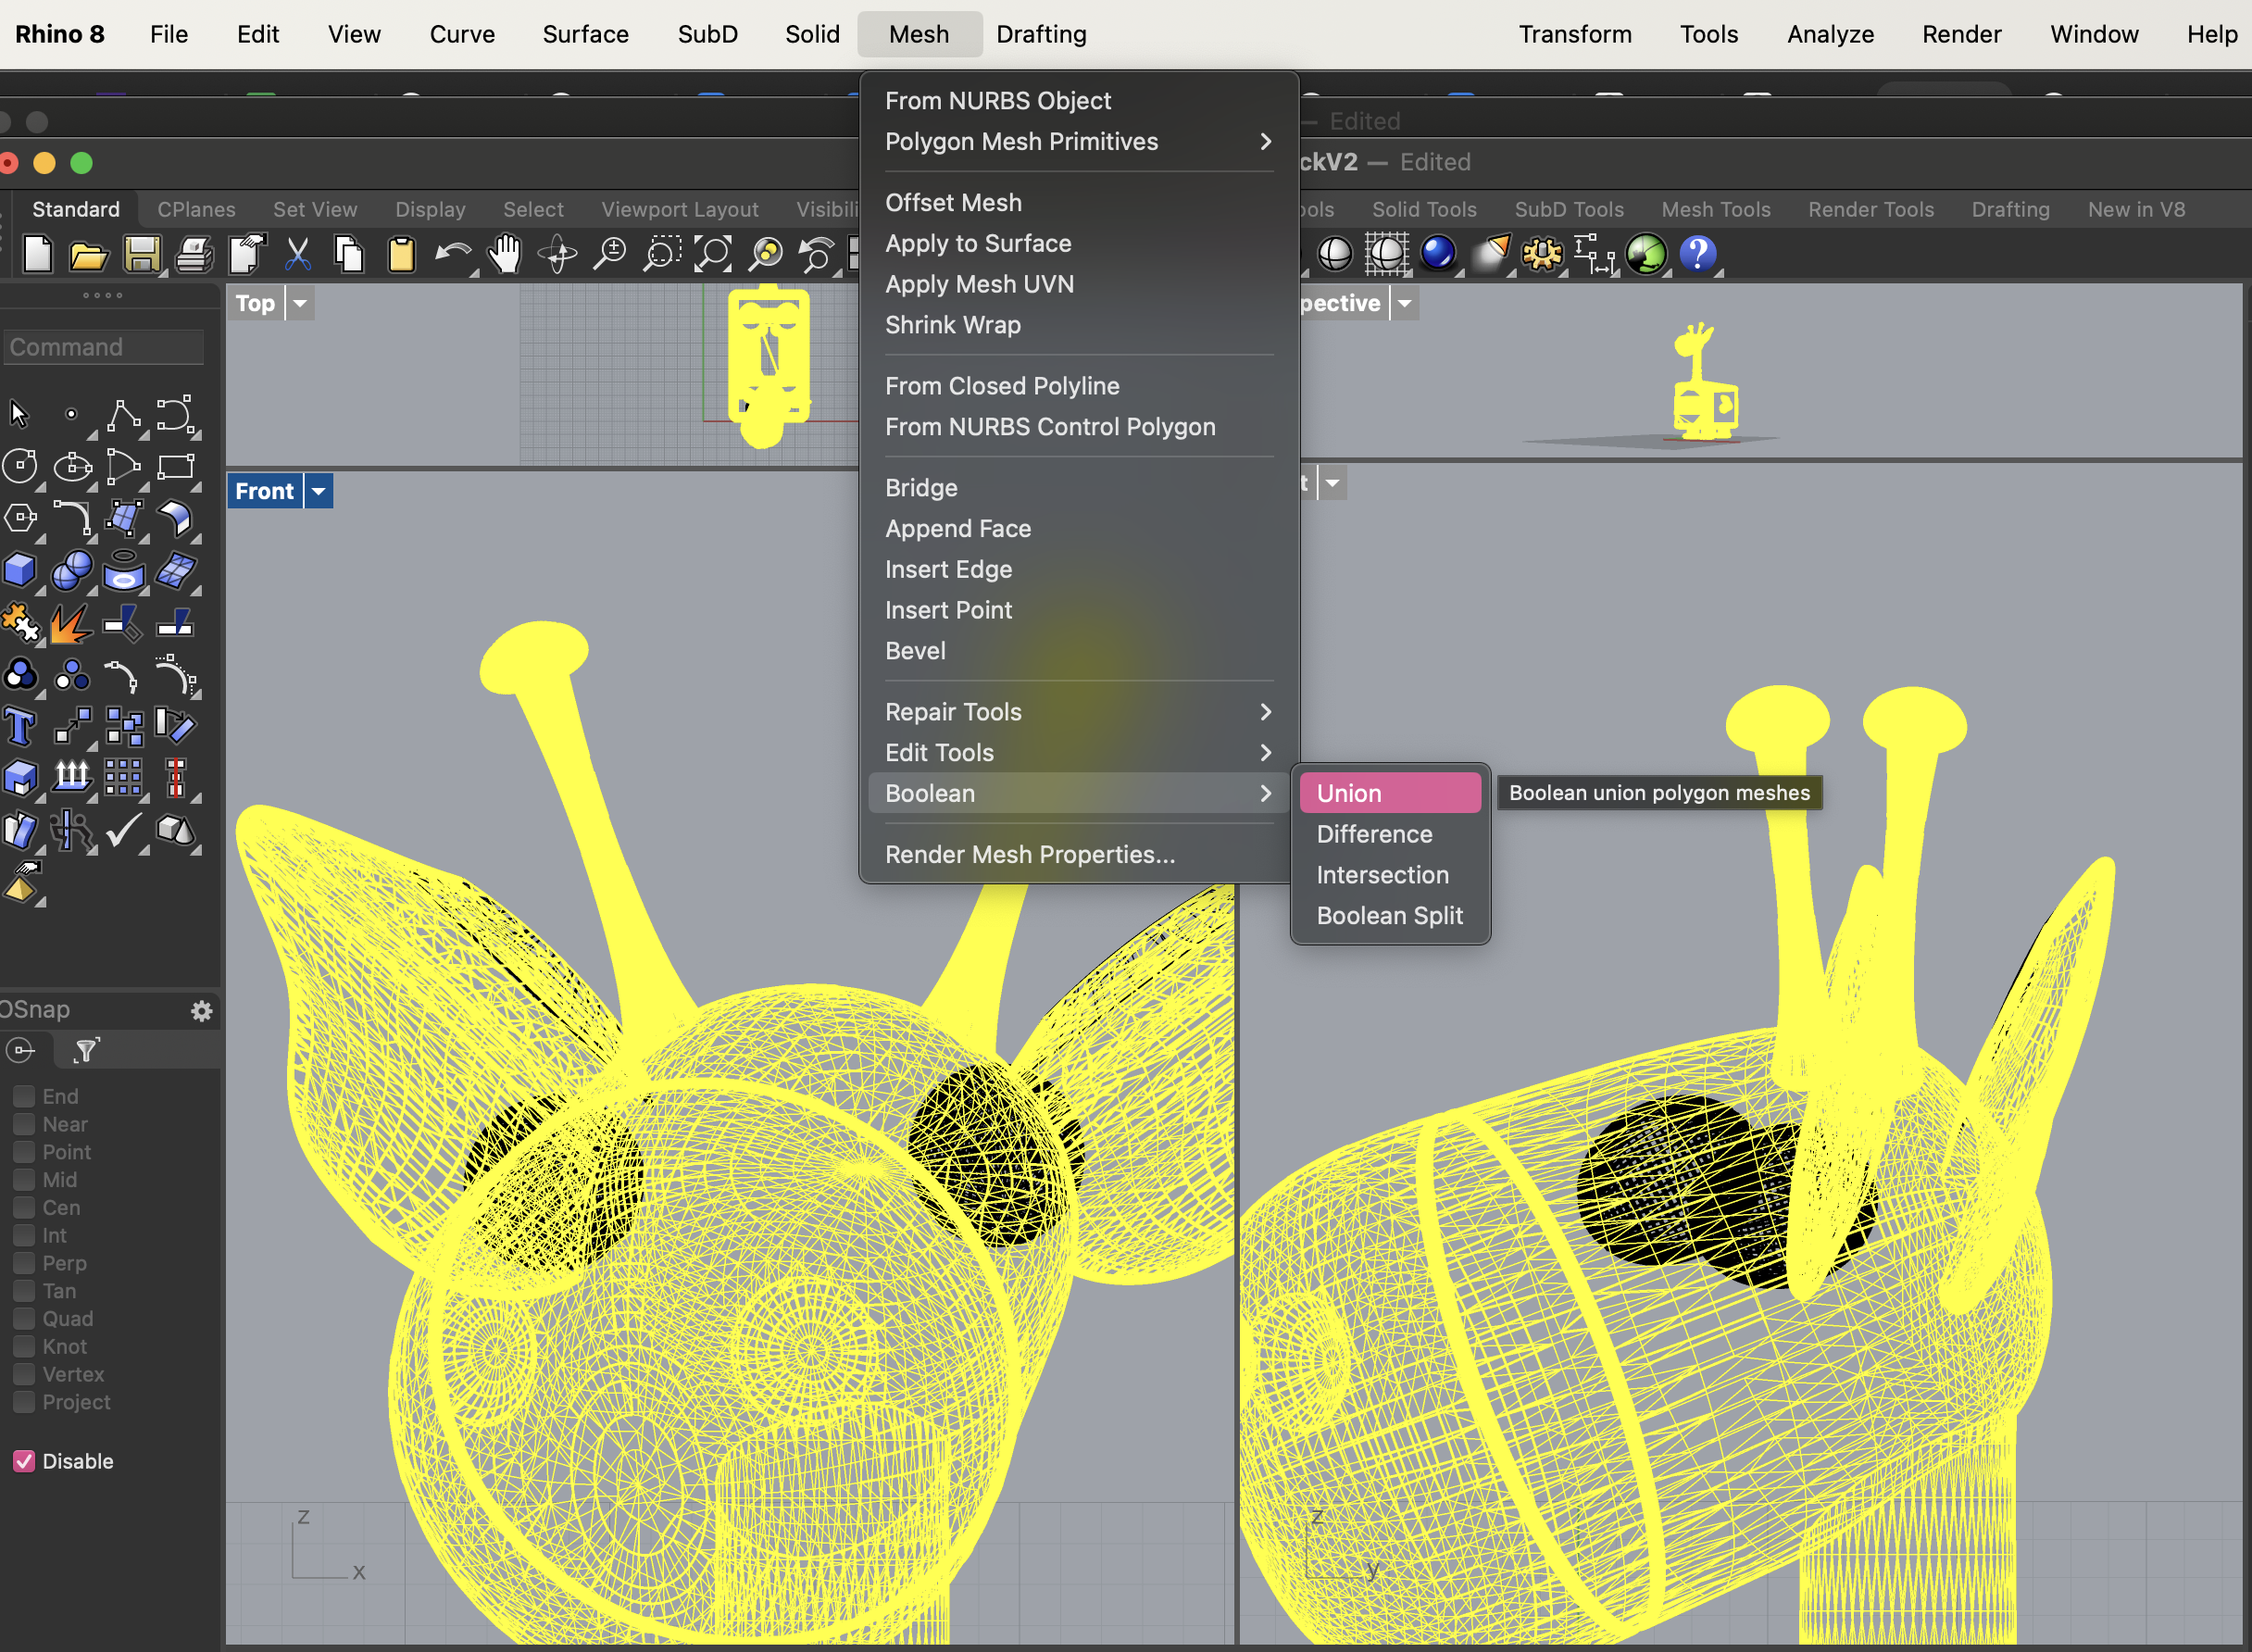 Rhino 8 File Edit View Curve Surface SubD Solid Mesh Drafting Transform Tools Analyze Render Window Help
— Edited
ckV2 — Edited
Standard CPlanes Set View Display Select Viewport Layout Visibili ools Solid Tools SubD Tools Mesh Tools Render Tools Drafting New in V8
From NURBS Object
Polygon Mesh Primitives
Offset Mesh
Apply to Surface
Apply Mesh UVN
Shrink Wrap
From Closed Polyline
From NURBS Control Polygon
Bridge
Append Face
Insert Edge
Insert Point
Bevel
Repair Tools
Edit Tools
Boolean
Render Mesh Properties...
Union
Difference
Intersection
Boolean Split
Boolean union polygon meshes
Top
pective
Front
t
Command
OSnap
End
Near
Point
Mid
Cen
Int
Perp
Tan
Quad
Knot
Vertex
Project
Disable
z
x
z
y